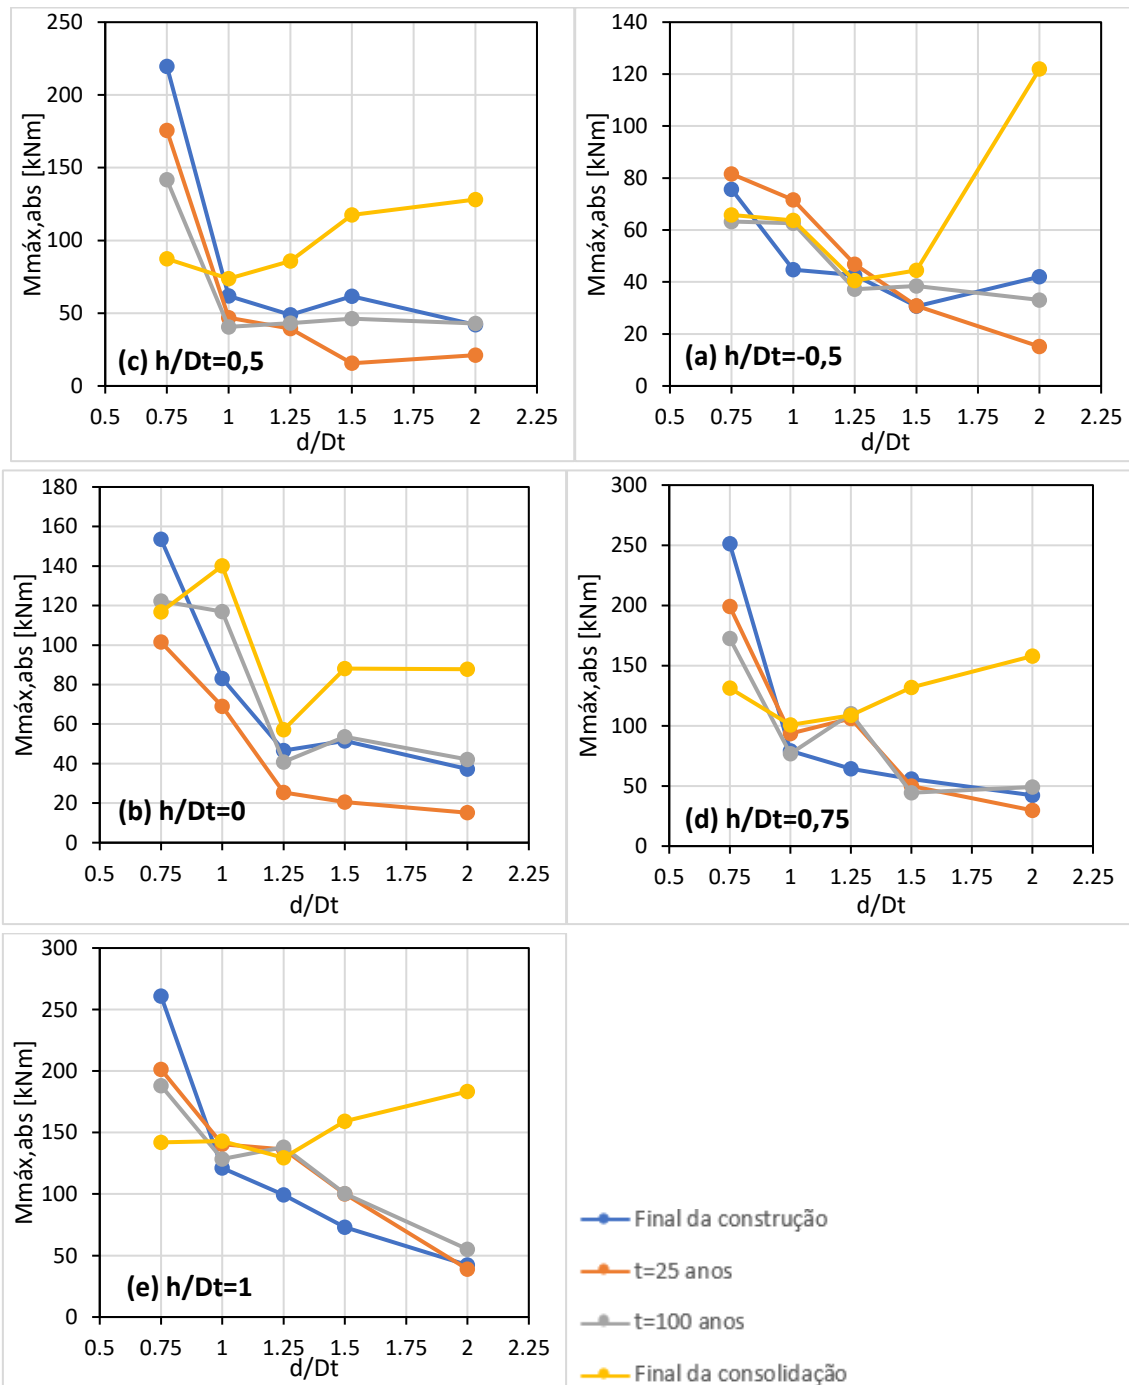 250
200
150
100
50
0
Mmáx,abs [kNm]
(c) h/Dt=0,5
0.5 0.75 1 1.25 1.5 1.75 2 2.25
d/Dt
140
120
100
80
60
40
20
0
Mmáx,abs [kNm]
(a) h/Dt=-0,5
0.5 0.75 1 1.25 1.5 1.75 2 2.25
d/Dt
180
160
140
120
100
80
60
40
20
0
Mmáx,abs [kNm]
(b) h/Dt=0
0.5 0.75 1 1.25 1.5 1.75 2 2.25
d/Dt
300
250
200
150
100
50
0
Mmáx,abs [kNm]
(d) h/Dt=0,75
0.5 0.75 1 1.25 1.5 1.75 2 2.25
d/Dt
300
250
200
150
100
50
0
Mmáx,abs [kNm]
(e) h/Dt=1
0.5 0.75 1 1.25 1.5 1.75 2 2.25
d/Dt
Final da construção
t=25 anos
t=100 anos
Final da consolidação